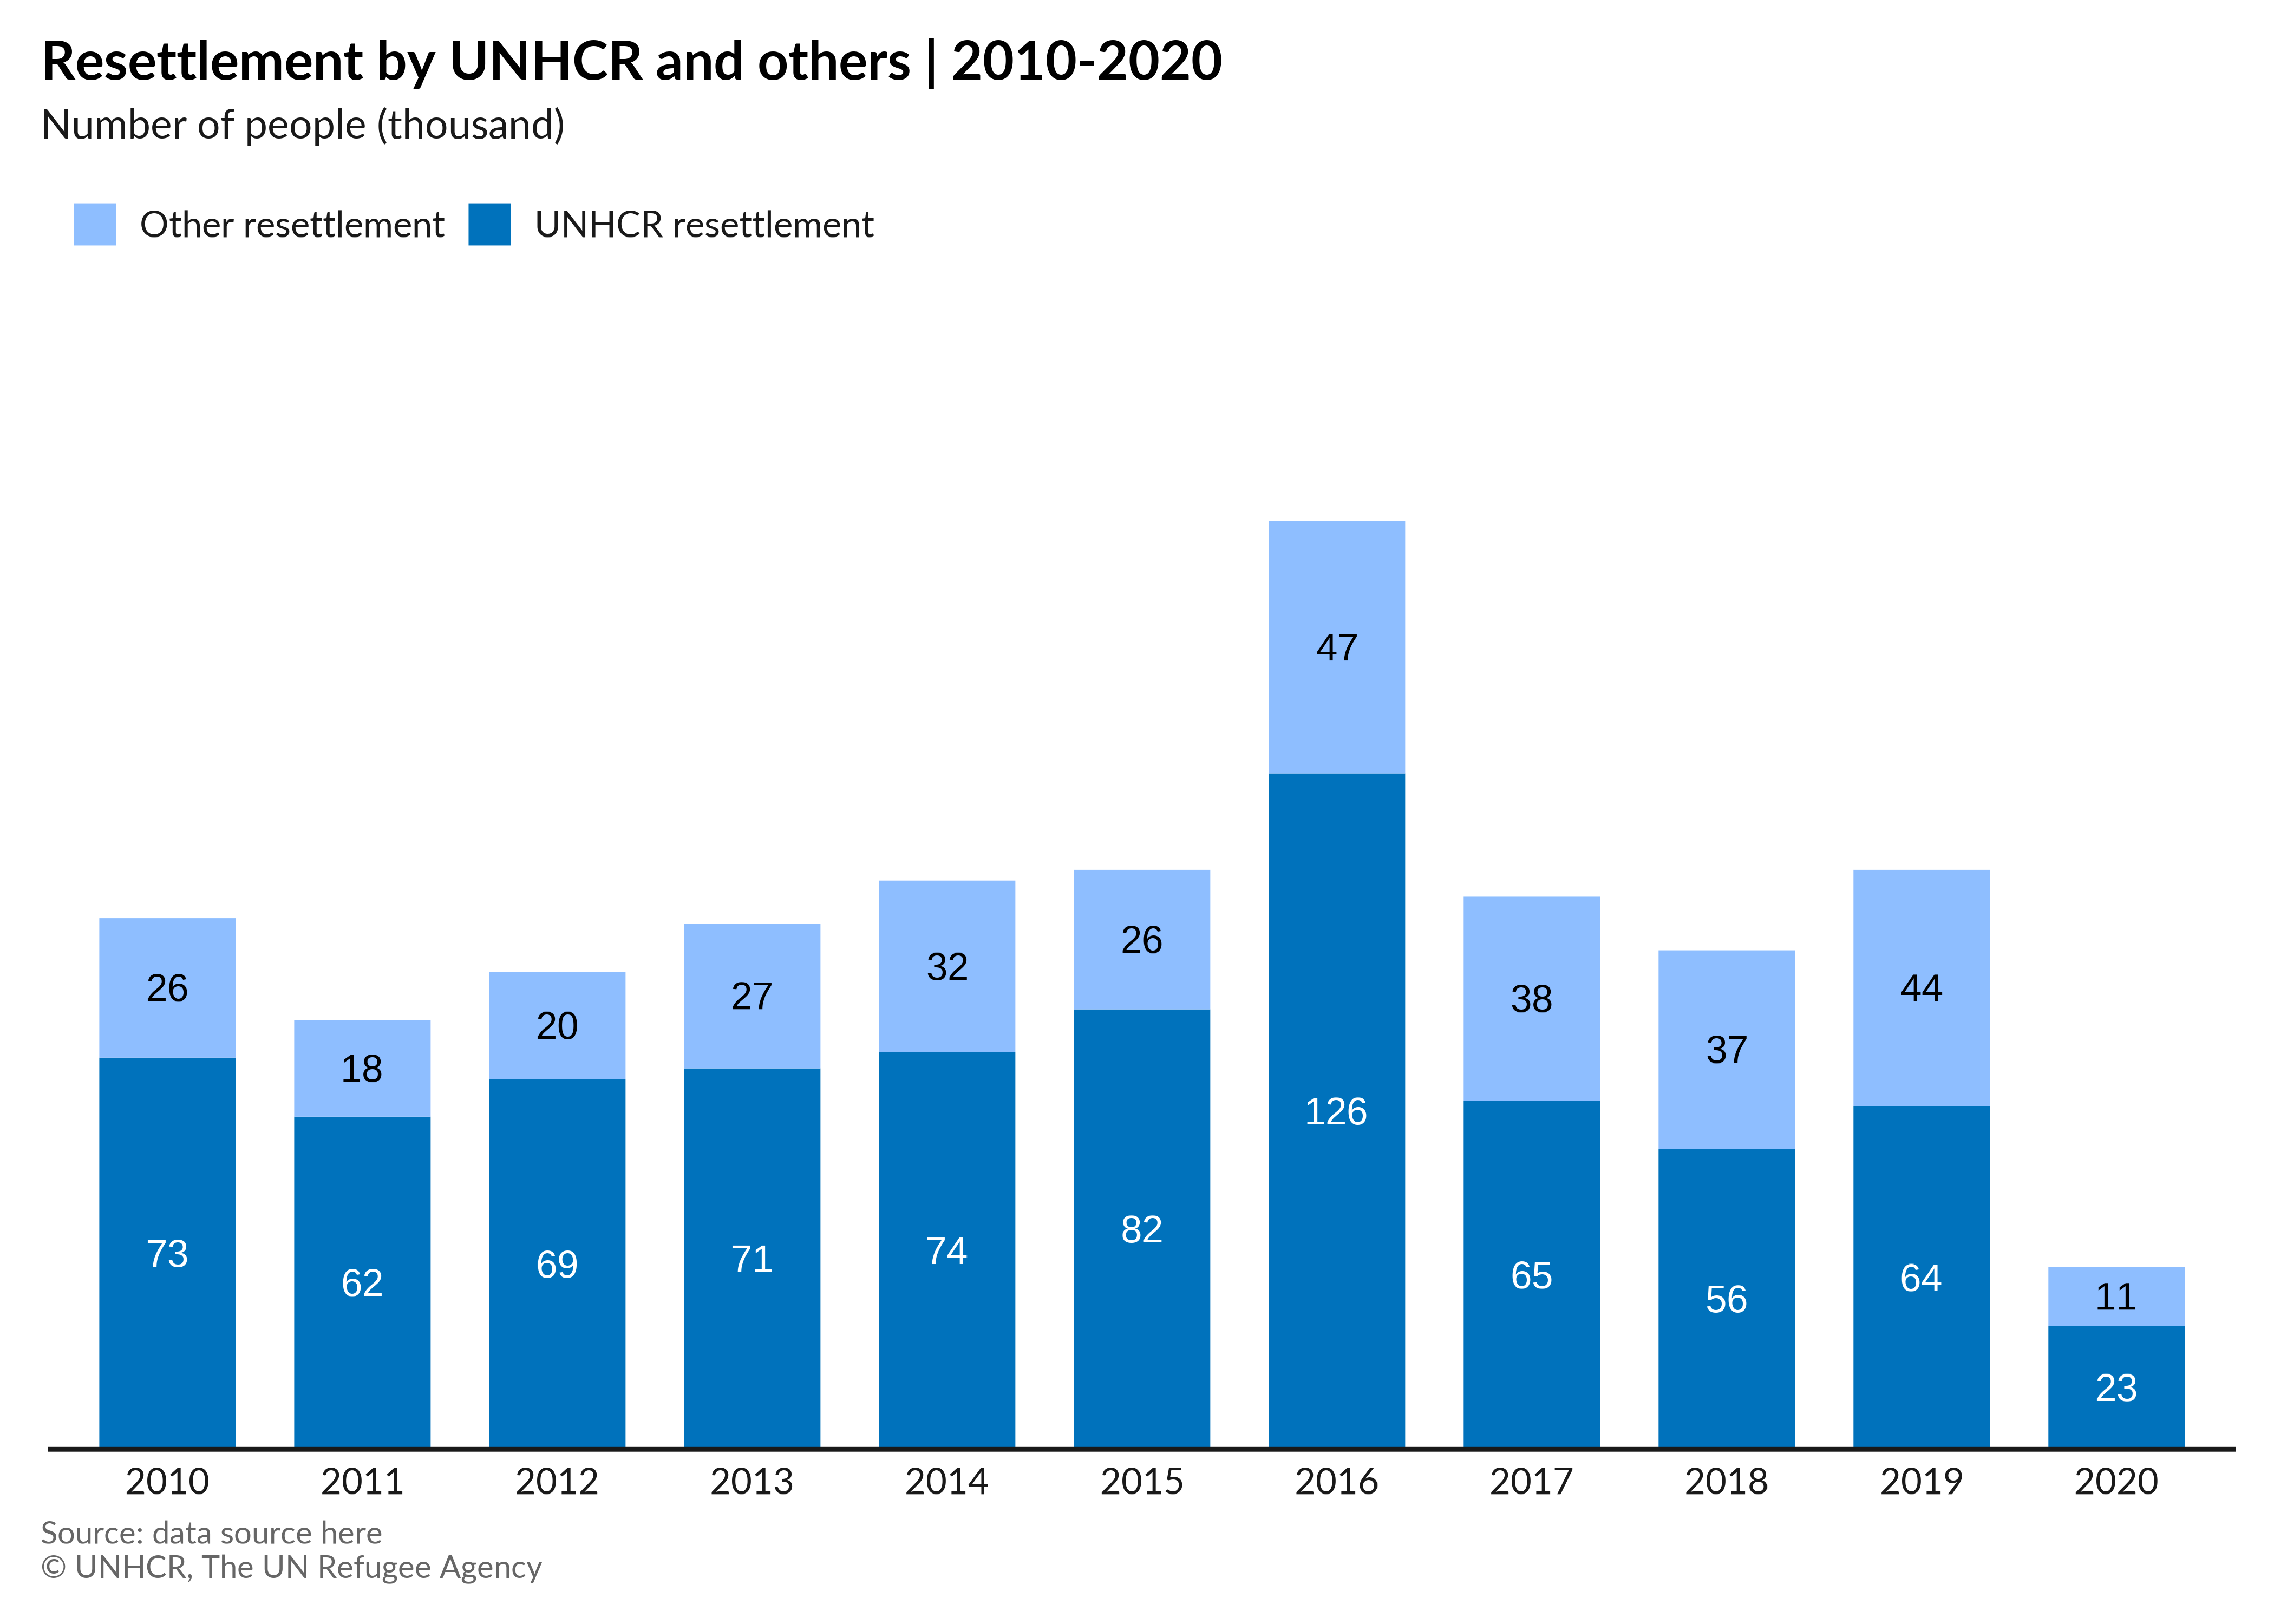 Resettlement by UNHCR and others | 2010-2020
Number of people (thousand)
Other resettlement UNHCR resettlement
47
26 18 20 27 32 26 38 37 44
126
73 62 69 71 74 82 65 56 64 11
23
2010 2011 2012 2013 2014 2015 2016 2017 2018 2019 2020
Source: data source here
© UNHCR, The UN Refugee Agency